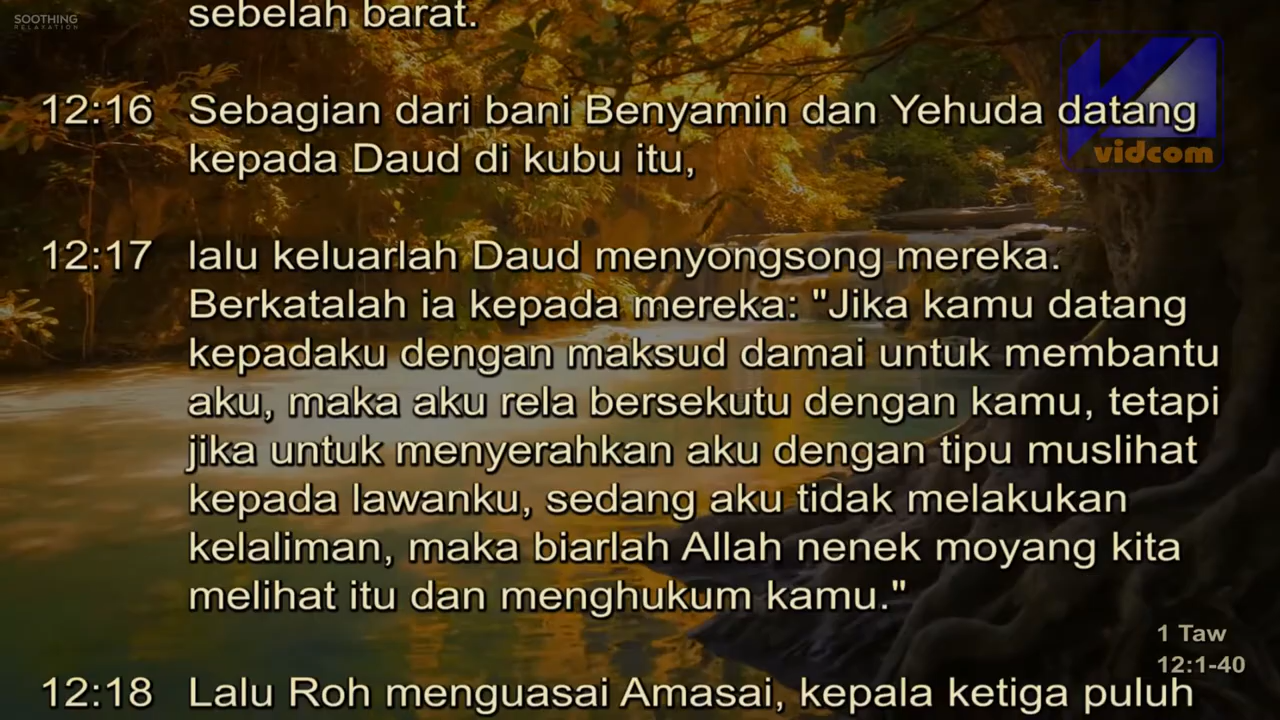 SOOTHING
RELAXATION
sebelah barat.
vidcom
12:16 Sebagian dari bani Benyamin dan Yehuda datang
kepada Daud di kubu itu,
12:17 lalu keluarlah Daud menyongsong mereka.
Berkatalah ia kepada mereka: "Jika kamu datang
kepadaku dengan maksud damai untuk membantu
aku, maka aku rela bersekutu dengan kamu, tetapi
jika untuk menyerahkan aku dengan tipu muslihat
kepada lawanku, sedang aku tidak melakukan
kelaliman, maka biarlah Allah nenek moyang kita
melihat itu dan menghukum kamu."
1 Taw
12:1-40
12:18 Lalu Roh menguasai Amasai, kepala ketiga puluh